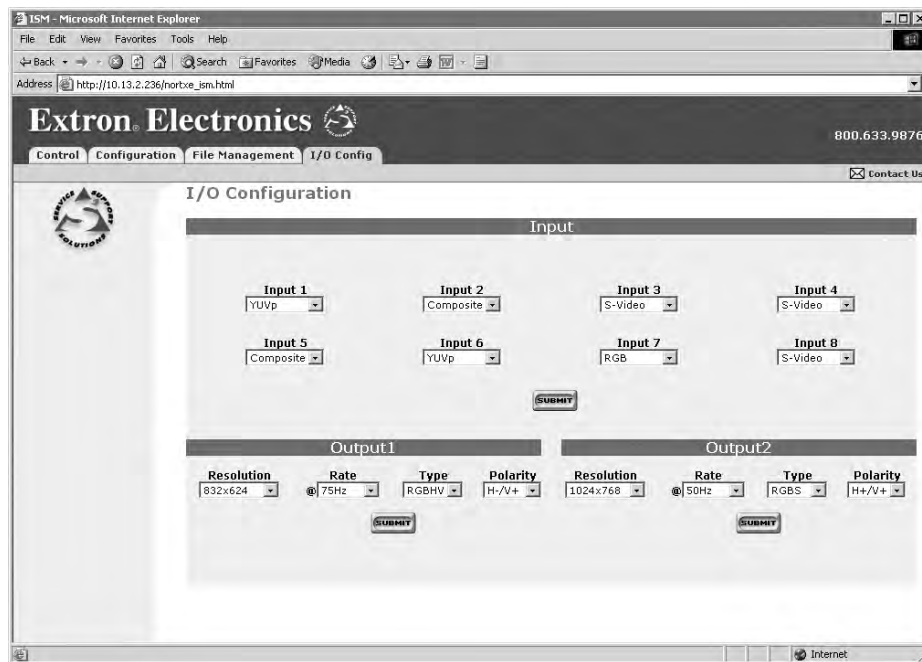 ISM - Microsoft Internet Explorer
File Edit View Favorites Tools Help
Back Search Favorites Media
Address http://10.13.2.236/nortxe_ism.html
Extron® Electronics
800.633.9876
Control Configuration File Management I/O Config
Contact Us
SERVICE SUPPORT SOLUTIONS
S3
I/O Configuration
Input
Input 1 Input 2 Input 3 Input 4
YUVp Composite S-Video S-Video
Input 5 Input 6 Input 7 Input 8
Composite YUVp RGB S-Video
SUBMIT
Output1 Output2
Resolution Rate Type Polarity Resolution Rate Type Polarity
832x624 @ 75Hz RGBHV H-/V+ 1024x768 @ 50Hz RGBS H+/V+
SUBMIT SUBMIT
Internet